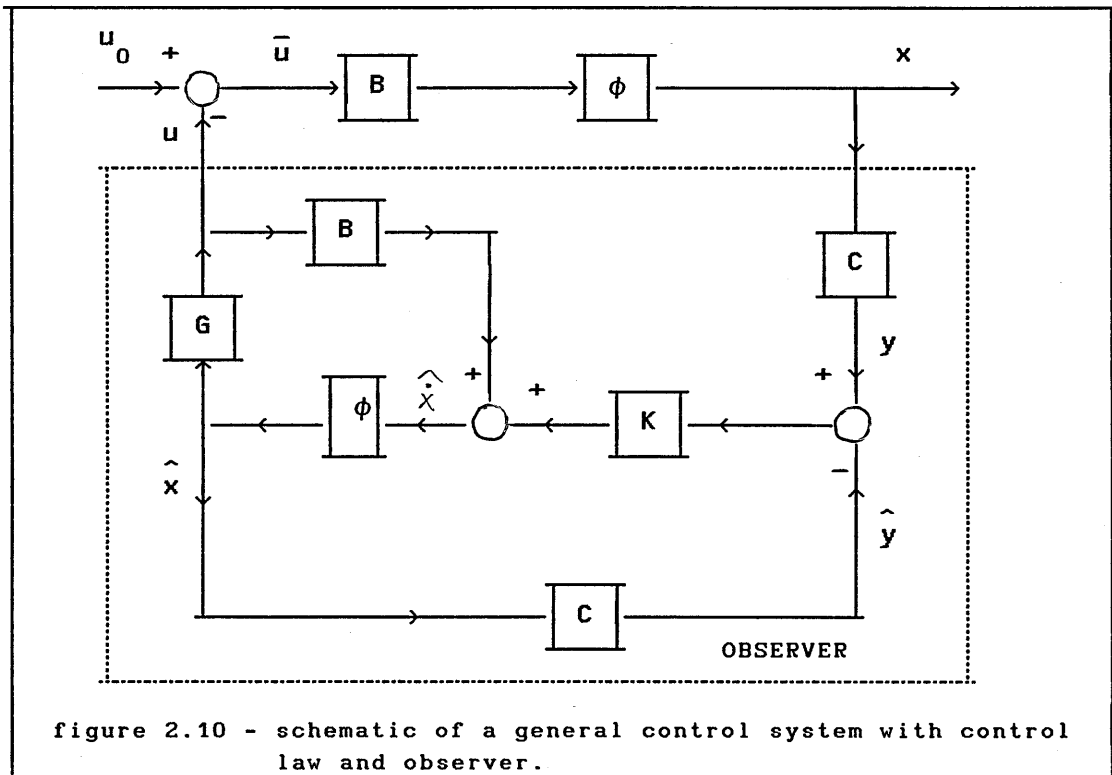 u0 + ū B ϕ x
u −
B
C
G
y
ϕ x̂̇ + + K +
x̂ −
ŷ
C
OBSERVER
figure 2.10 - schematic of a general control system with control
law and observer.